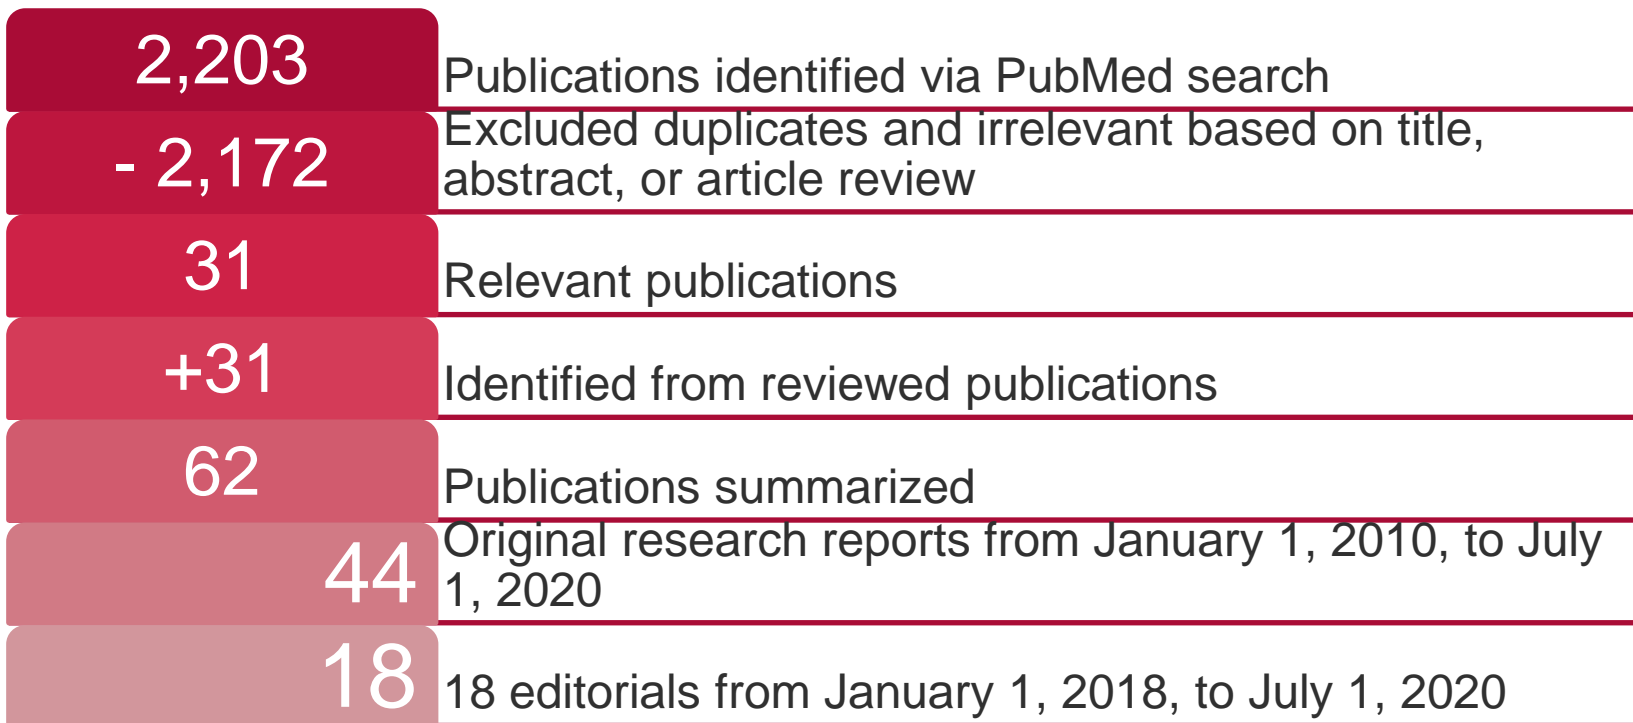 2,203
Publications identified via PubMed search
- 2,172
Excluded duplicates and irrelevant based on title,
abstract, or article review
31
Relevant publications
+31
Identified from reviewed publications
62
Publications summarized
44
Original research reports from January 1, 2010, to July
1, 2020
18
18 editorials from January 1, 2018, to July 1, 2020